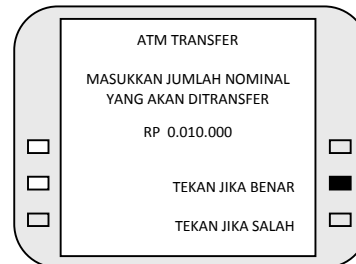 ATM TRANSFER
MASUKKAN JUMLAH NOMINAL
YANG AKAN DITRANSFER
RP 0.010.000
TEKAN JIKA BENAR
TEKAN JIKA SALAH